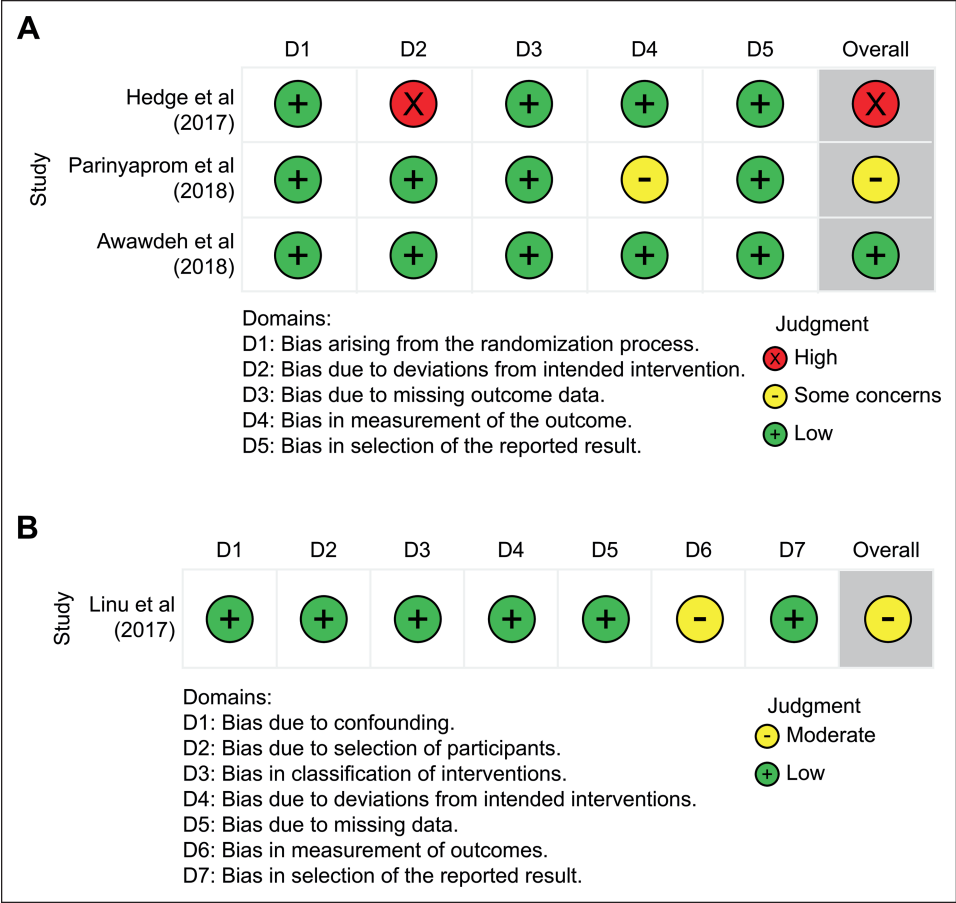 A
D1 D2 D3 D4 D5 Overall
Study
Hedge et al
(2017)
+ X + + + X
Parinyaprom et al
(2018)
+ + + - + -
Awawdeh et al
(2018)
+ + + + + +
Domains:
D1: Bias arising from the randomization process.
D2: Bias due to deviations from intended intervention.
D3: Bias due to missing outcome data.
D4: Bias in measurement of the outcome.
D5: Bias in selection of the reported result.
Judgment
X High
- Some concerns
+ Low
B
D1 D2 D3 D4 D5 D6 D7 Overall
Study
Linu et al
(2017)
+ + + + + - + -
Domains:
D1: Bias due to confounding.
D2: Bias due to selection of participants.
D3: Bias in classification of interventions.
D4: Bias due to deviations from intended interventions.
D5: Bias due to missing data.
D6: Bias in measurement of outcomes.
D7: Bias in selection of the reported result.
Judgment
- Moderate
+ Low